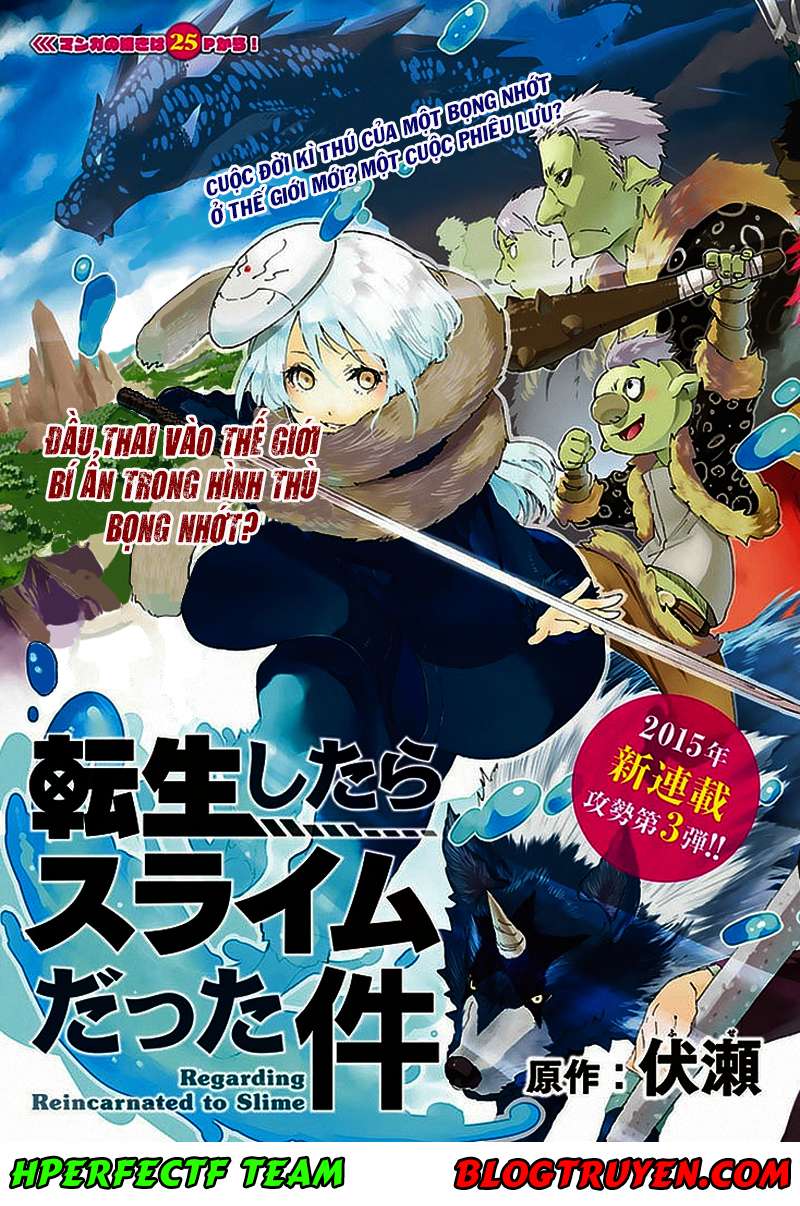 <<<マンガの続きは25Pから!
CUỘC ĐỜI KÌ THÚ CỦA MỘT BỌNG NHỚT
Ở THẾ GIỚI MỚI? MỘT CUỘC PHIÊU LƯU?
ĐẦU THAI VÀO THẾ GIỚI
BÍ ẨN TRONG HÌNH THÙ
BỌNG NHỚT?
2015年
新連載
攻勢第3弾!!
転生したら
スライム
だった件
Regarding
Reincarnated to Slime
原作:伏瀬
HPERFECTF TEAM
BLOGTRUYEN.COM